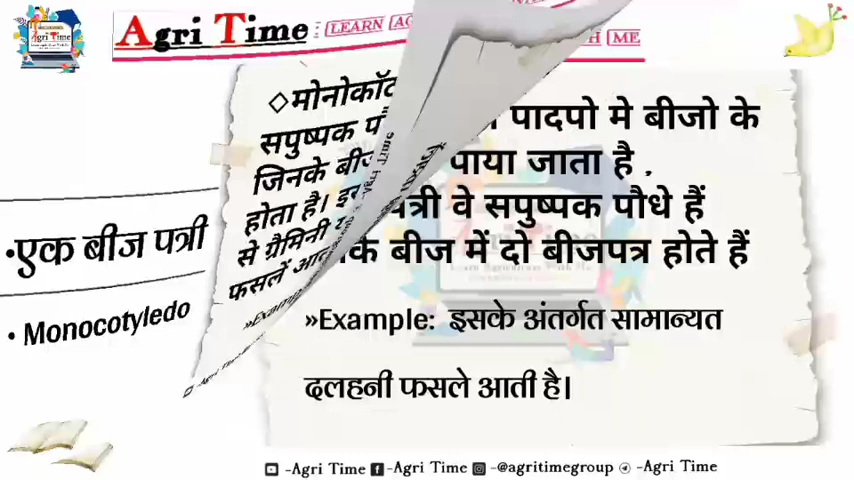 Agri Time
LEARN
H ME
◇मोनोकॉट
सपुष्पक
जिनके बीज
होता है।
से ग्रैमिनी
फसलें
पादपो मे बीजो के
पाया जाता है .
पत्री वे सपुष्पक पौधे हैं
के बीज में दो बीजपत्र होते हैं
»Example: इसके अंतर्गत सामान्यत
दलहनी फसले आती है।
•एक बीज पत्री
• Monocotyledo
-Agri Time -Agri Time -@agritimegroup -Agri Time